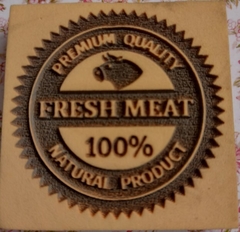 PREMIUM QUALITY
FRESH MEAT
100%
NATURAL PRODUCT